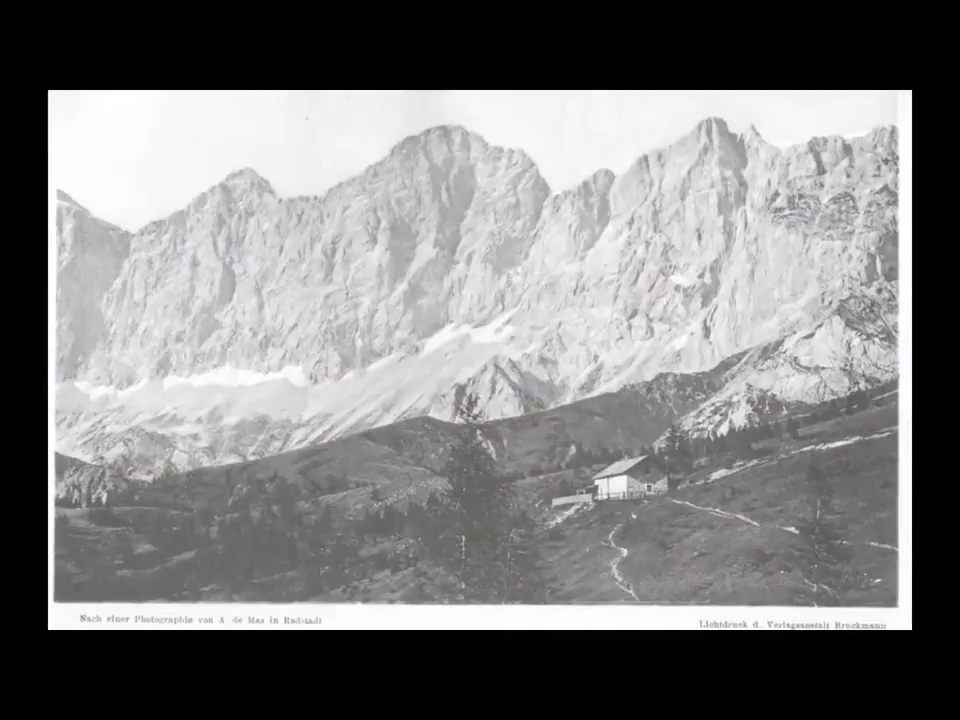 Nach einer Photographie von A de Mas in Radstadt
Lichtdruck d. Verlagsanstalt Bruckmann